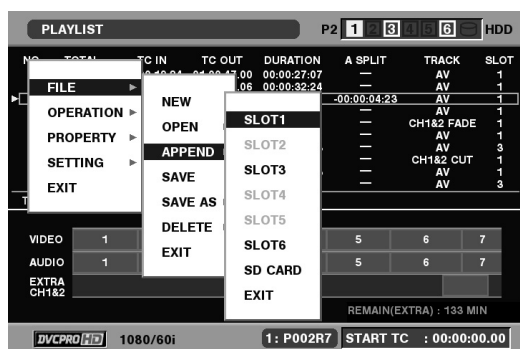 PLAYLIST P2 1 2 3 4 5 6 HDD
TOTAL TC IN TC OUT DURATION A SPLIT TRACK SLOT
00:00:27:07 — AV 1
.06 00:00:32:24 — AV 1
-00:00:04:23 AV 1
— CH1&2 FADE 1
— AV 1
— AV 3
— CH1&2 CUT 1
— AV 1
— AV 3
FILE
OPERATION
PROPERTY
SETTING
EXIT
NEW
OPEN
APPEND
SAVE
SAVE AS
DELETE
EXIT
SLOT1
SLOT2
SLOT3
SLOT4
SLOT5
SLOT6
SD CARD
EXIT
VIDEO 1 5 6 7
AUDIO 1 5 6 7
EXTRA
CH1&2
REMAIN(EXTRA) : 133 MIN
DVCPRO HD 1080/60i 1: P002R7 START TC : 00:00:00.00